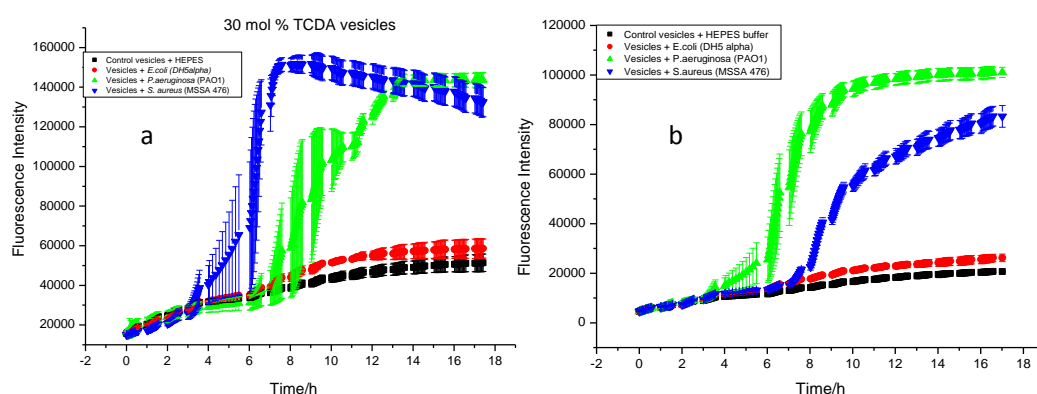 30 mol % TCDA vesicles
Control vesicles + HEPES
Vesicles + E.coli (DH5alpha)
Vesicles + P.aeruginosa (PAO1)
Vesicles + S.aureus (MSSA 476)
a
160000
140000
120000
100000
80000
60000
40000
20000
Fluorescence Intensity
-2 0 2 4 6 8 10 12 14 16 18
Time/h
Control vesicles + HEPES buffer
Vesicles + E.coli (DH5 alpha)
Vesicles + P.aeruginosa (PAO1)
Vesicles + S.aureus (MSSA 476)
b
120000
100000
80000
60000
40000
20000
0
Fluorescence Intensity
-2 0 2 4 6 8 10 12 14 16 18
Time/h